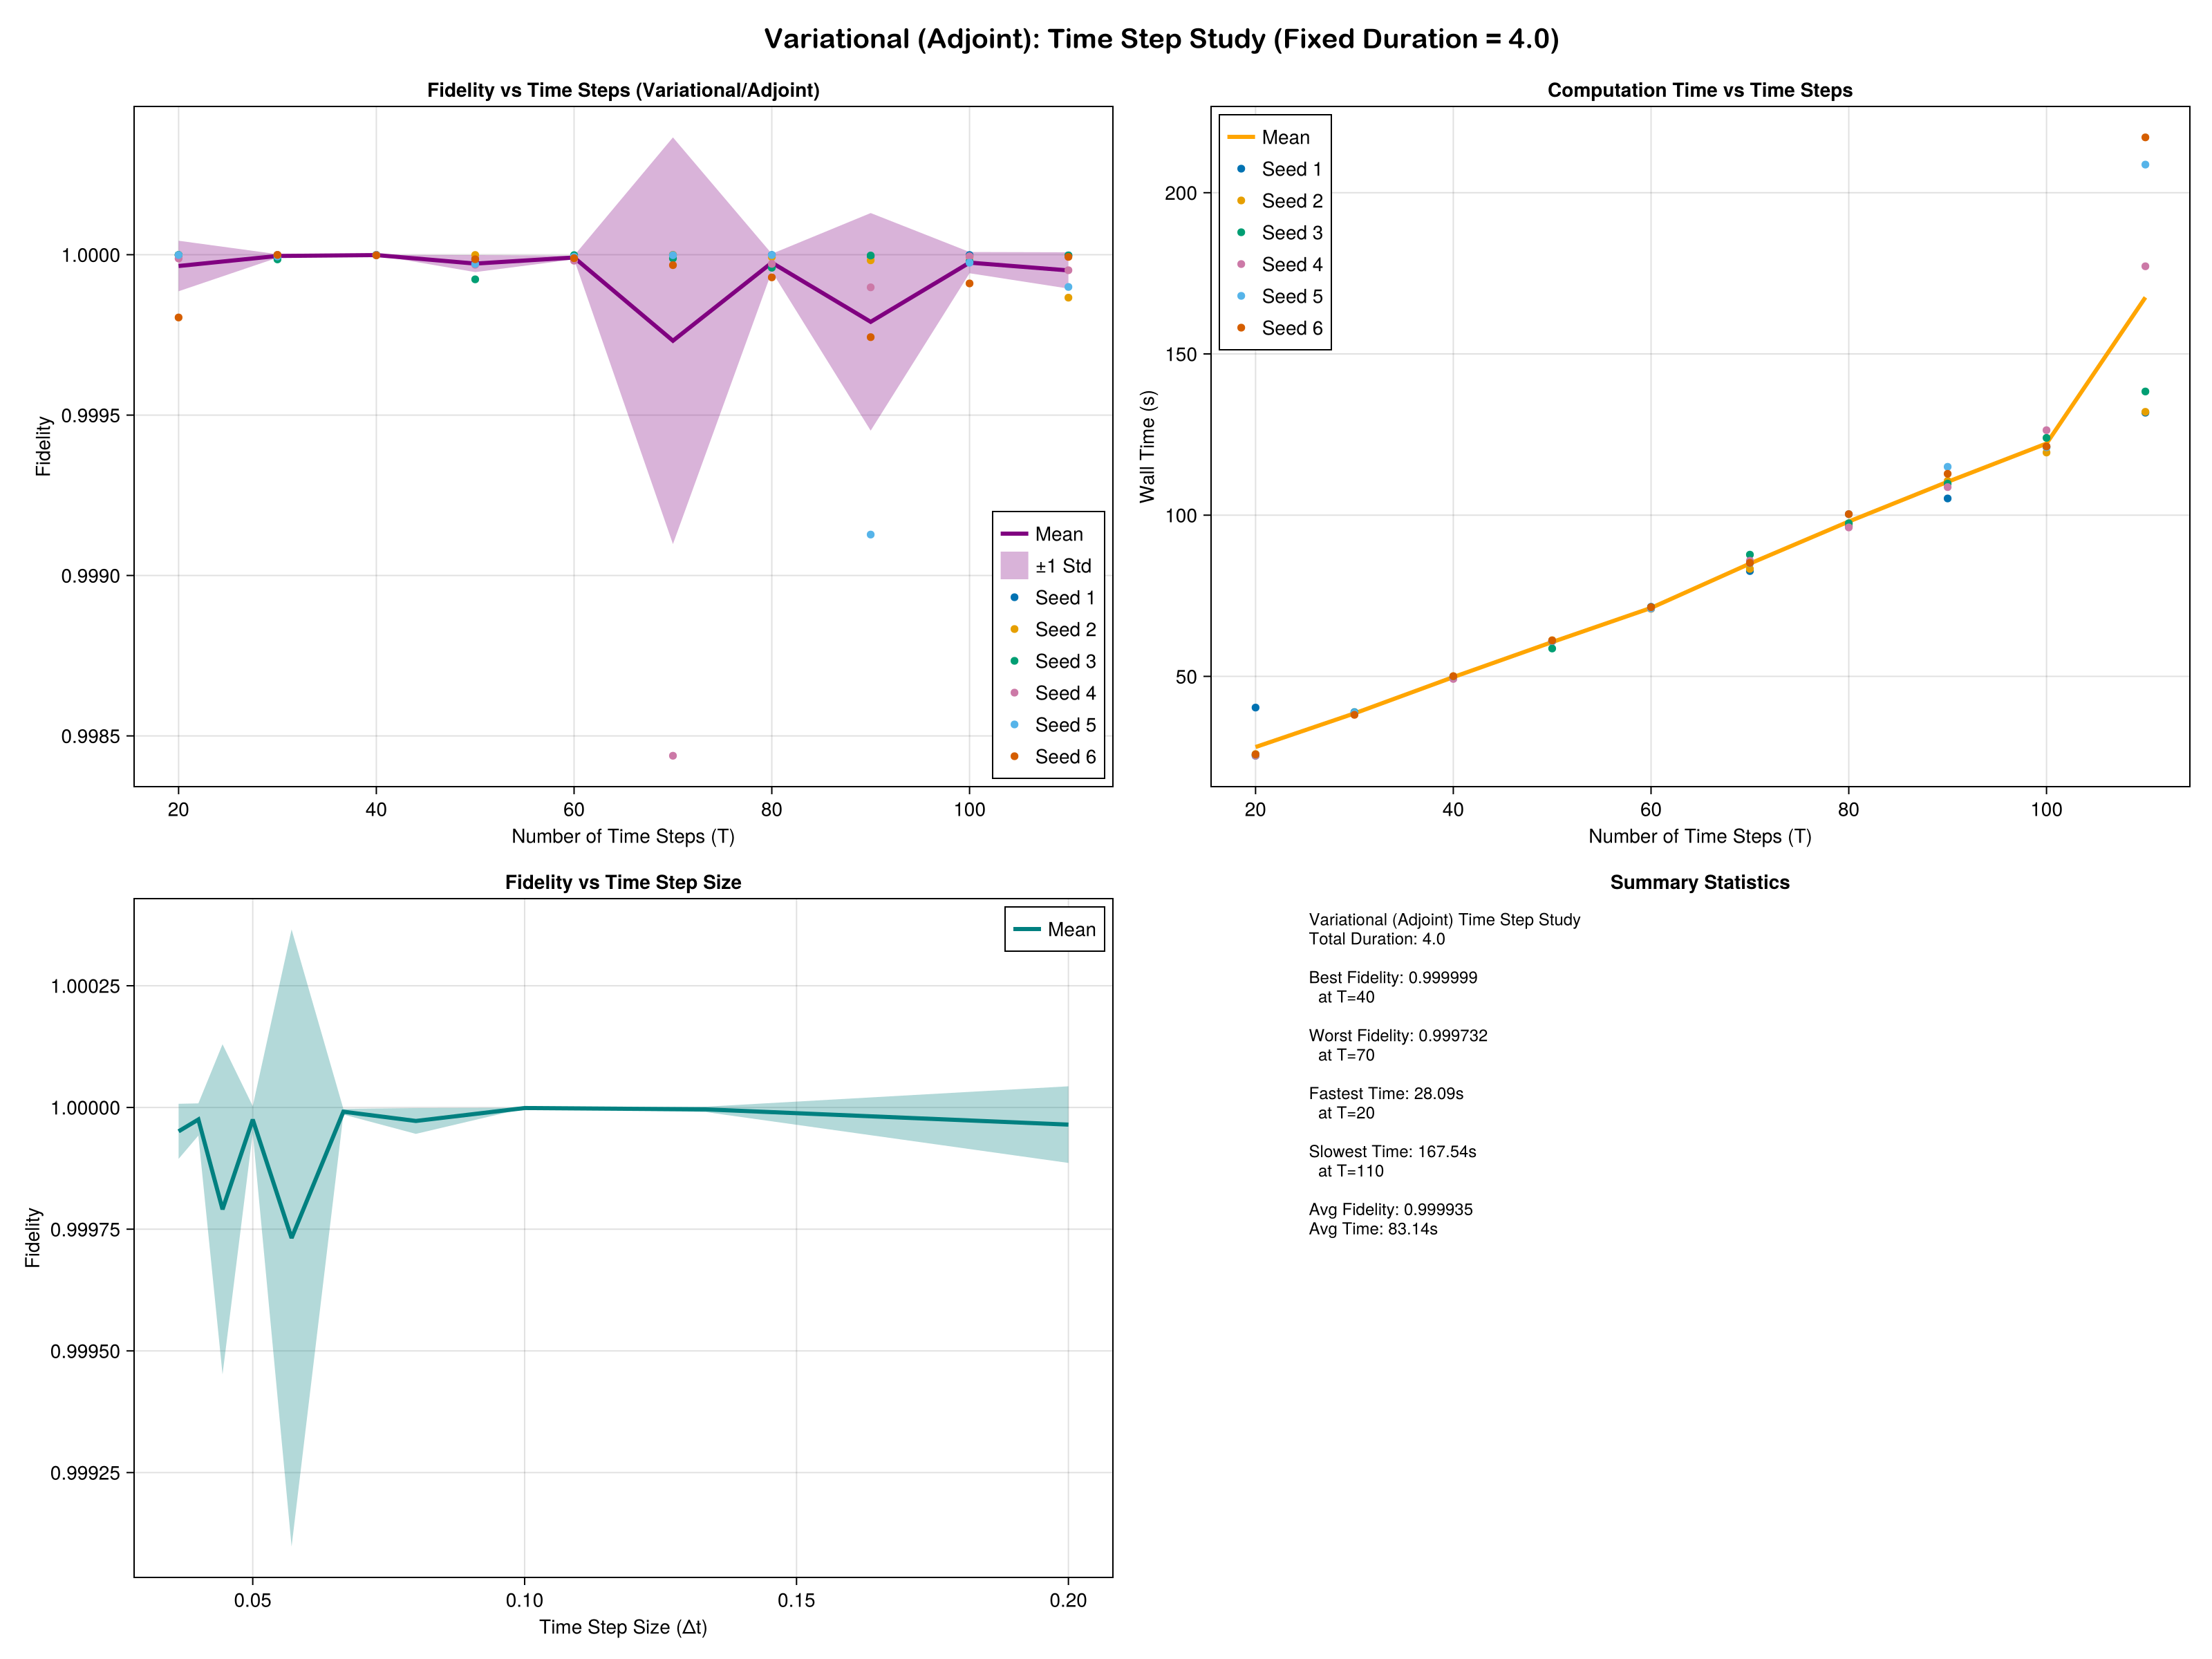 Variational (Adjoint): Time Step Study (Fixed Duration = 4.0)
Fidelity vs Time Steps (Variational/Adjoint)
1.0000
0.9995
0.9990
0.9985
Fidelity
20 40 60 80 100
Number of Time Steps (T)
Mean
±1 Std
Seed 1
Seed 2
Seed 3
Seed 4
Seed 5
Seed 6
Computation Time vs Time Steps
200
150
100
50
Wall Time (s)
20 40 60 80 100
Number of Time Steps (T)
Mean
Seed 1
Seed 2
Seed 3
Seed 4
Seed 5
Seed 6
Fidelity vs Time Step Size
1.00025
1.00000
0.99975
0.99950
0.99925
Fidelity
0.05 0.10 0.15 0.20
Time Step Size (Δt)
Mean
Summary Statistics
Variational (Adjoint) Time Step Study
Total Duration: 4.0
Best Fidelity: 0.999999
at T=40
Worst Fidelity: 0.999732
at T=70
Fastest Time: 28.09s
at T=20
Slowest Time: 167.54s
at T=110
Avg Fidelity: 0.999935
Avg Time: 83.14s